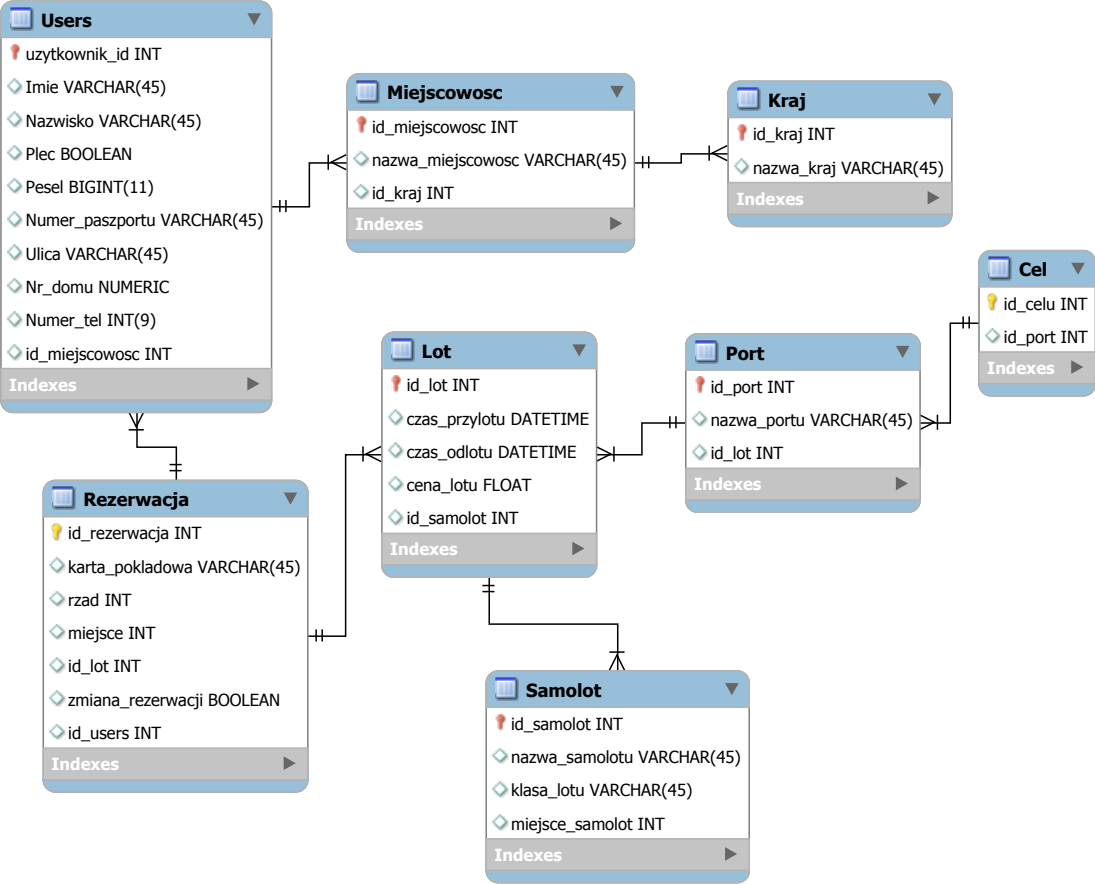 Users
uzytkownik_id INT
Imie VARCHAR(45)
Nazwisko VARCHAR(45)
Plec BOOLEAN
Pesel BIGINT(11)
Numer_paszportu VARCHAR(45)
Ulica VARCHAR(45)
Nr_domu NUMERIC
Numer_tel INT(9)
id_miejscowosc INT
Indexes
Miejscowosc
id_miejscowosc INT
nazwa_miejscowosc VARCHAR(45)
id_kraj INT
Indexes
Kraj
id_kraj INT
nazwa_kraj VARCHAR(45)
Indexes
Cel
id_celu INT
id_port INT
Indexes
Lot
id_lot INT
czas_przylotu DATETIME
czas_odlotu DATETIME
cena_lotu FLOAT
id_samolot INT
Indexes
Port
id_port INT
nazwa_portu VARCHAR(45)
id_lot INT
Indexes
Rezerwacja
id_rezerwacja INT
karta_pokladowa VARCHAR(45)
rzad INT
miejsce INT
id_lot INT
zmiana_rezerwacji BOOLEAN
id_users INT
Indexes
Samolot
id_samolot INT
nazwa_samolotu VARCHAR(45)
klasa_lotu VARCHAR(45)
miejsce_samolot INT
Indexes